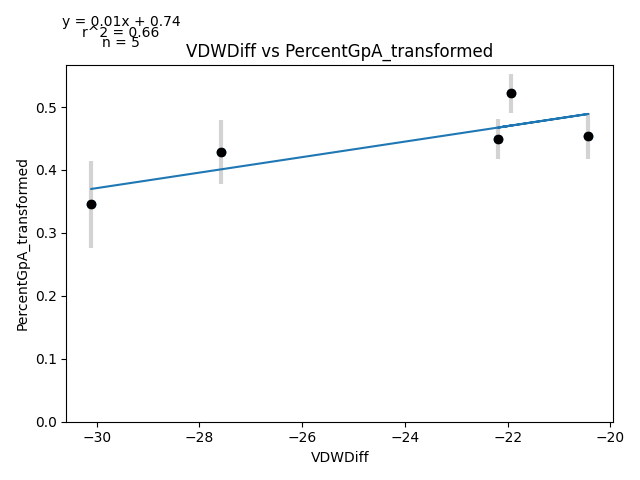 y = 0.01x + 0.74
r^2 = 0.66
n = 5
VDWDiff vs PercentGpA_transformed
PercentGpA_transformed
0.5
0.4
0.3
0.2
0.1
0.0
−30
−28
−26
−24
−22
−20
VDWDiff